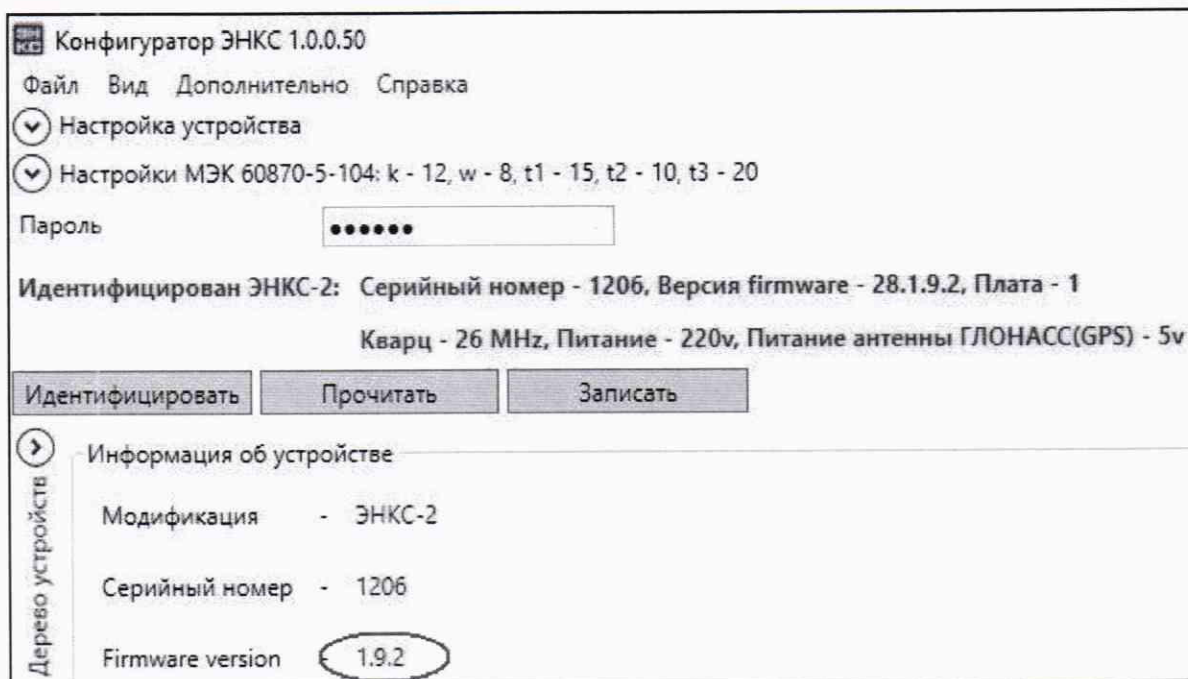 Конфигуратор ЭНКС 1.0.0.50
Файл Вид Дополнительно Справка
Настройка устройства
Настройки МЭК 60870-5-104: k - 12, w - 8, t1 - 15, t2 - 10, t3 - 20
Пароль ••••••
Идентифицирован ЭНКС-2: Серийный номер - 1206, Версия firmware - 28.1.9.2, Плата - 1
Кварц - 26 MHz, Питание - 220v, Питание антенны ГЛОНАСС(GPS) - 5v
Идентифицировать Прочитать Записать
Дерево устройств
Информация об устройстве
Модификация - ЭНКС-2
Серийный номер - 1206
Firmware version - 1.9.2